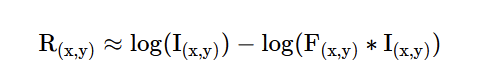 R(x,y) ≈ log(I(x,y)) − log(F(x,y) ∗ I(x,y))